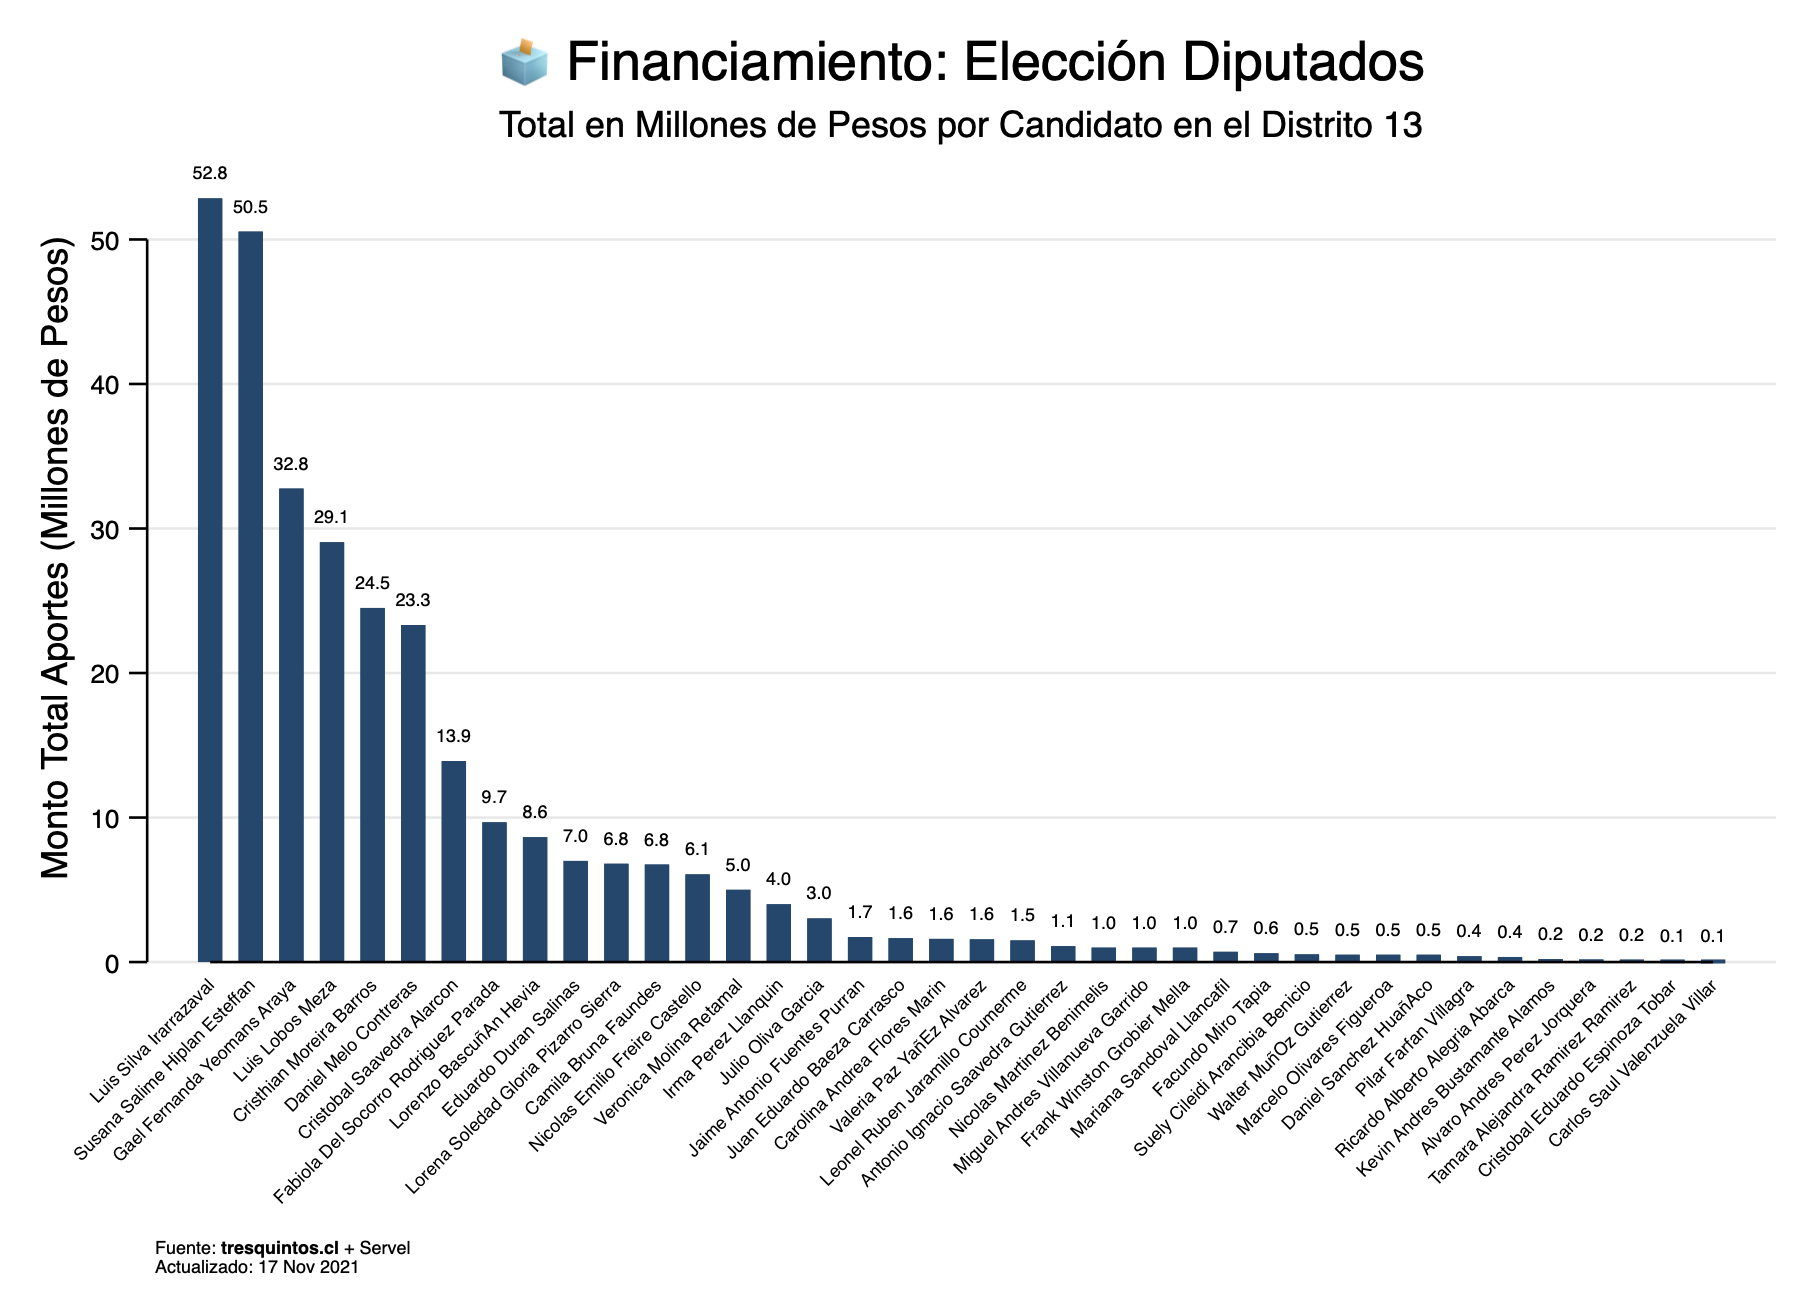 Financiamiento: Elección Diputados
Total en Millones de Pesos por Candidato en el Distrito 13
Monto Total Aportes (Millones de Pesos)
50
40
30
20
10
0
52.8
50.5
32.8
29.1
24.5
23.3
13.9
9.7
8.6
7.0
6.8
6.8
6.1
5.0
4.0
3.0
1.7
1.6
1.6
1.6
1.5
1.1
1.0
1.0
1.0
0.7
0.6
0.5
0.5
0.5
0.5
0.4
0.4
0.2
0.2
0.2
0.1
0.1
Luis Silva Irarrazaval
Susana Salime Hiplan Esteffan
Gael Fernanda Yeomans Araya
Luis Lobos Meza
Cristhian Moreira Barros
Daniel Melo Contreras
Cristobal Saavedra Alarcon
Fabiola Del Socorro Rodriguez Parada
Lorenzo BascuñAn Hevia
Eduardo Duran Salinas
Lorena Soledad Gloria Pizarro Sierra
Camila Bruna Faundes
Nicolas Emilio Freire Castello
Veronica Molina Retamal
Irma Perez Llanquin
Julio Oliva Garcia
Jaime Antonio Fuentes Purran
Juan Eduardo Baeza Carrasco
Carolina Andrea Flores Marin
Valeria Paz YañEz Alvarez
Leonel Ruben Jaramillo Coumerme
Antonio Ignacio Saavedra Gutierrez
Nicolas Martinez Benimelis
Miguel Andres Villanueva Garrido
Frank Winston Grobier Mella
Mariana Sandoval Llancafil
Facundo Miro Tapia
Suely Cileidi Arancibia Benicio
Walter MuñOz Gutierrez
Marcelo Olivares Figueroa
Daniel Sanchez HuañAco
Pilar Farfan Villagra
Ricardo Alberto Alegria Abarca
Kevin Andres Bustamante Alamos
Alvaro Andres Perez Jorquera
Tamara Alejandra Ramirez Ramirez
Cristobal Eduardo Espinoza Tobar
Carlos Saul Valenzuela Villar
Fuente: tresquintos.cl + Servel
Actualizado: 17 Nov 2021